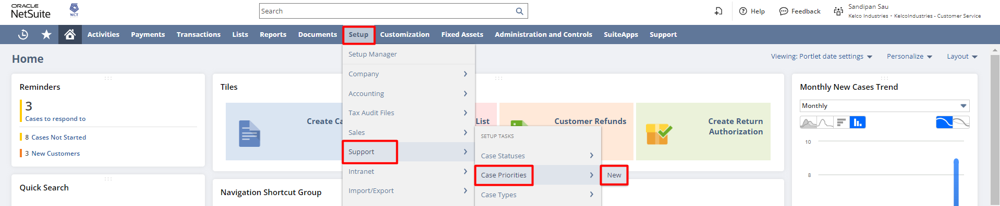 ORACLE
NETSUITE
WCT
Search
Help
Feedback
Sandipan Sau
Kelco Industries - KelcoIndustries - Customer Service
Activities
Payments
Transactions
Lists
Reports
Documents
Setup
Customization
Fixed Assets
Administration and Controls
SuiteApps
Support
Home
Viewing: Portlet date settings
Personalize
Layout
Setup Manager
Company
Accounting
Tax Audit Files
Sales
Support
Intranet
Import/Export
SETUP TASKS
Case Statuses
Case Priorities
Case Types
New
Reminders
3
Cases to respond to
8 Cases Not Started
3 New Customers
Quick Search
Tiles
Create Ca
List
Customer Refunds
Create Return
Authorization
Navigation Shortcut Group
Monthly New Cases Trend
Monthly
10
8